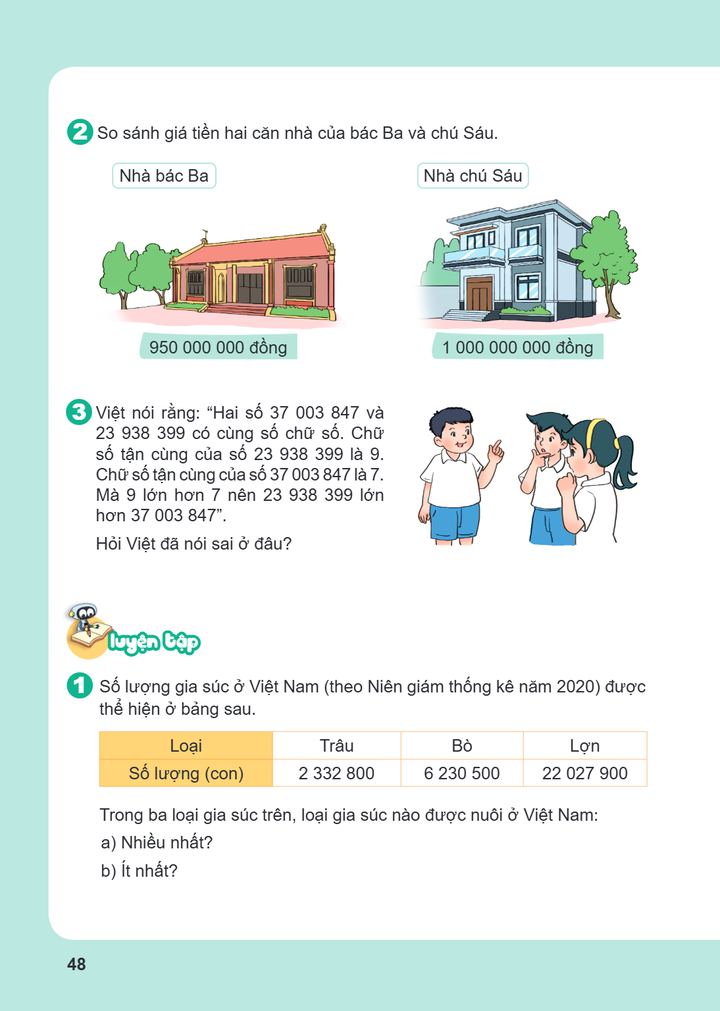 2 So sánh giá tiền hai căn nhà của bác Ba và chú Sáu.
Nhà bác Ba
Nhà chú Sáu
950 000 000 đồng
1 000 000 000 đồng
3 Việt nói rằng: “Hai số 37 003 847 và
23 938 399 có cùng số chữ số. Chữ
số tận cùng của số 23 938 399 là 9.
Chữ số tận cùng của số 37 003 847 là 7.
Mà 9 lớn hơn 7 nên 23 938 399 lớn
hơn 37 003 847”.
Hỏi Việt đã nói sai ở đâu?
luyện tập
1 Số lượng gia súc ở Việt Nam (theo Niên giám thống kê năm 2020) được
thể hiện ở bảng sau.
Loại Trâu Bò Lợn
Số lượng (con) 2 332 800 6 230 500 22 027 900
Trong ba loại gia súc trên, loại gia súc nào được nuôi ở Việt Nam:
a) Nhiều nhất?
b) Ít nhất?
48